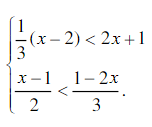 { 1/3 (x − 2) < 2x + 1
(x − 1)/2 < (1 − 2x)/3 .